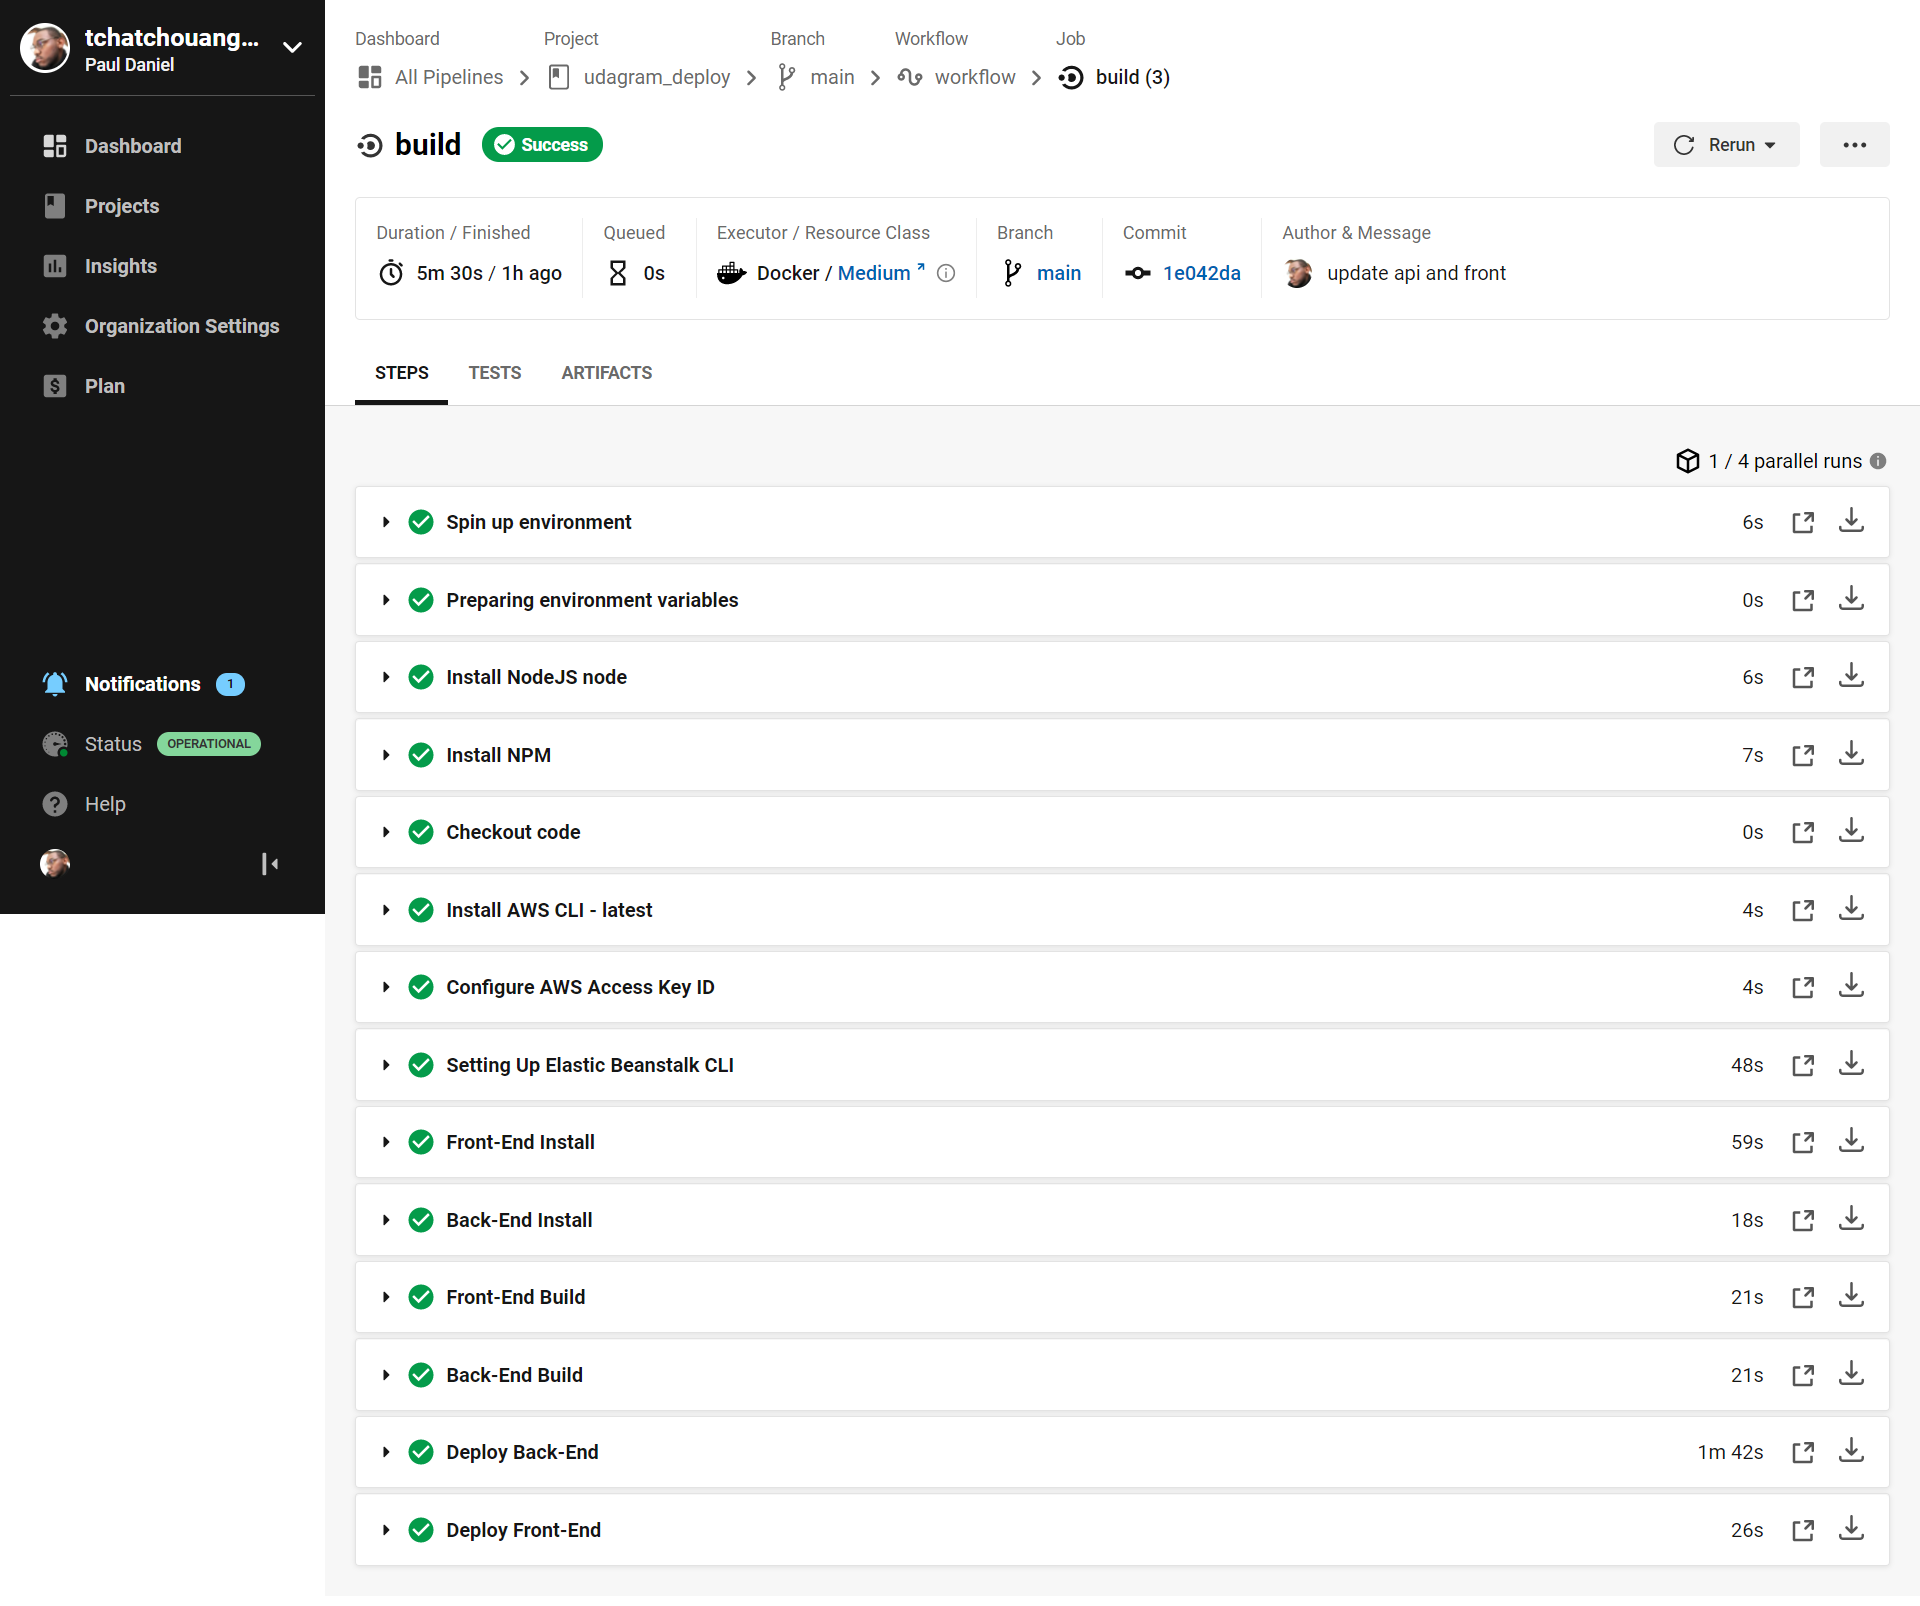 tchatchouang...
Paul Daniel
Dashboard
Projects
Insights
Organization Settings
Plan
Notifications 1
Status OPERATIONAL
Help
Dashboard Project Branch Workflow Job
All Pipelines udagram_deploy main workflow build (3)
build Success Rerun
Duration / Finished Queued Executor / Resource Class Branch Commit Author & Message
5m 30s / 1h ago 0s Docker / Medium main 1e042da update api and front
STEPS TESTS ARTIFACTS
1 / 4 parallel runs
Spin up environment 6s
Preparing environment variables 0s
Install NodeJS node 6s
Install NPM 7s
Checkout code 0s
Install AWS CLI - latest 4s
Configure AWS Access Key ID 4s
Setting Up Elastic Beanstalk CLI 48s
Front-End Install 59s
Back-End Install 18s
Front-End Build 21s
Back-End Build 21s
Deploy Back-End 1m 42s
Deploy Front-End 26s